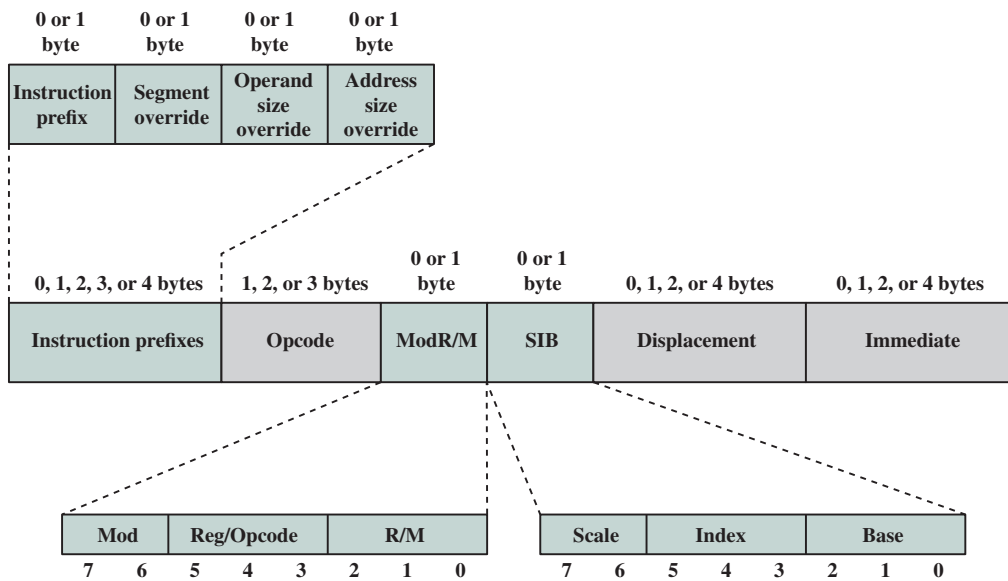 0 or 1 byte
0 or 1 byte
0 or 1 byte
0 or 1 byte
Instruction prefix
Segment override
Operand size override
Address size override
0, 1, 2, 3, or 4 bytes
1, 2, or 3 bytes
0 or 1 byte
0 or 1 byte
0, 1, 2, or 4 bytes
0, 1, 2, or 4 bytes
Instruction prefixes
Opcode
ModR/M
SIB
Displacement
Immediate
Mod
Reg/Opcode
R/M
7 6 5 4 3 2 1 0
Scale
Index
Base
7 6 5 4 3 2 1 0